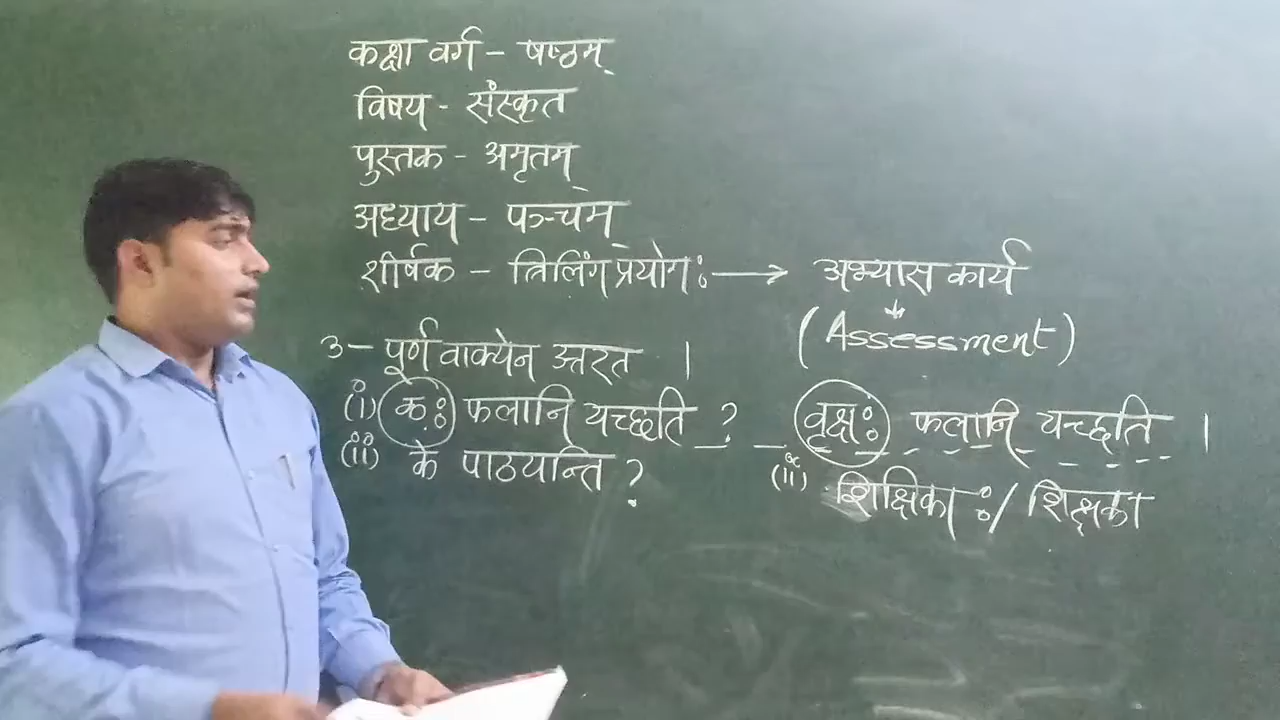 कक्षा वर्ग - षष्ठम्
विषय - संस्कृत
पुस्तक - अमृतम्
अध्याय - पञ्चम्
शीर्षक - त्रिलिंग प्रयोगः → अभ्यास कार्य
(Assessment)
3- पूर्ण वाक्येन उत्तरत ।
(i) कः फलानि यच्छति ? वृक्षः फलानि यच्छति ।
(ii) के पाठयन्ति ?
(ii) शिक्षिकाः / शिक्षका